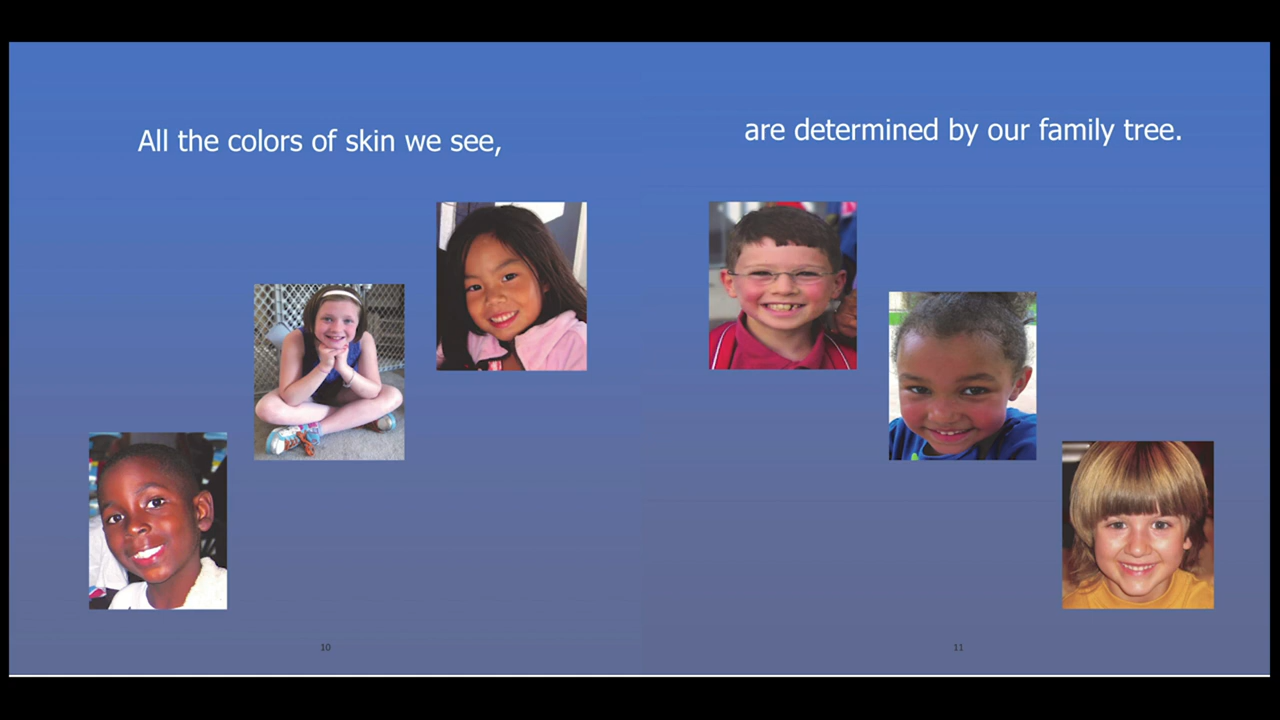 All the colors of skin we see,
are determined by our family tree.
10
11